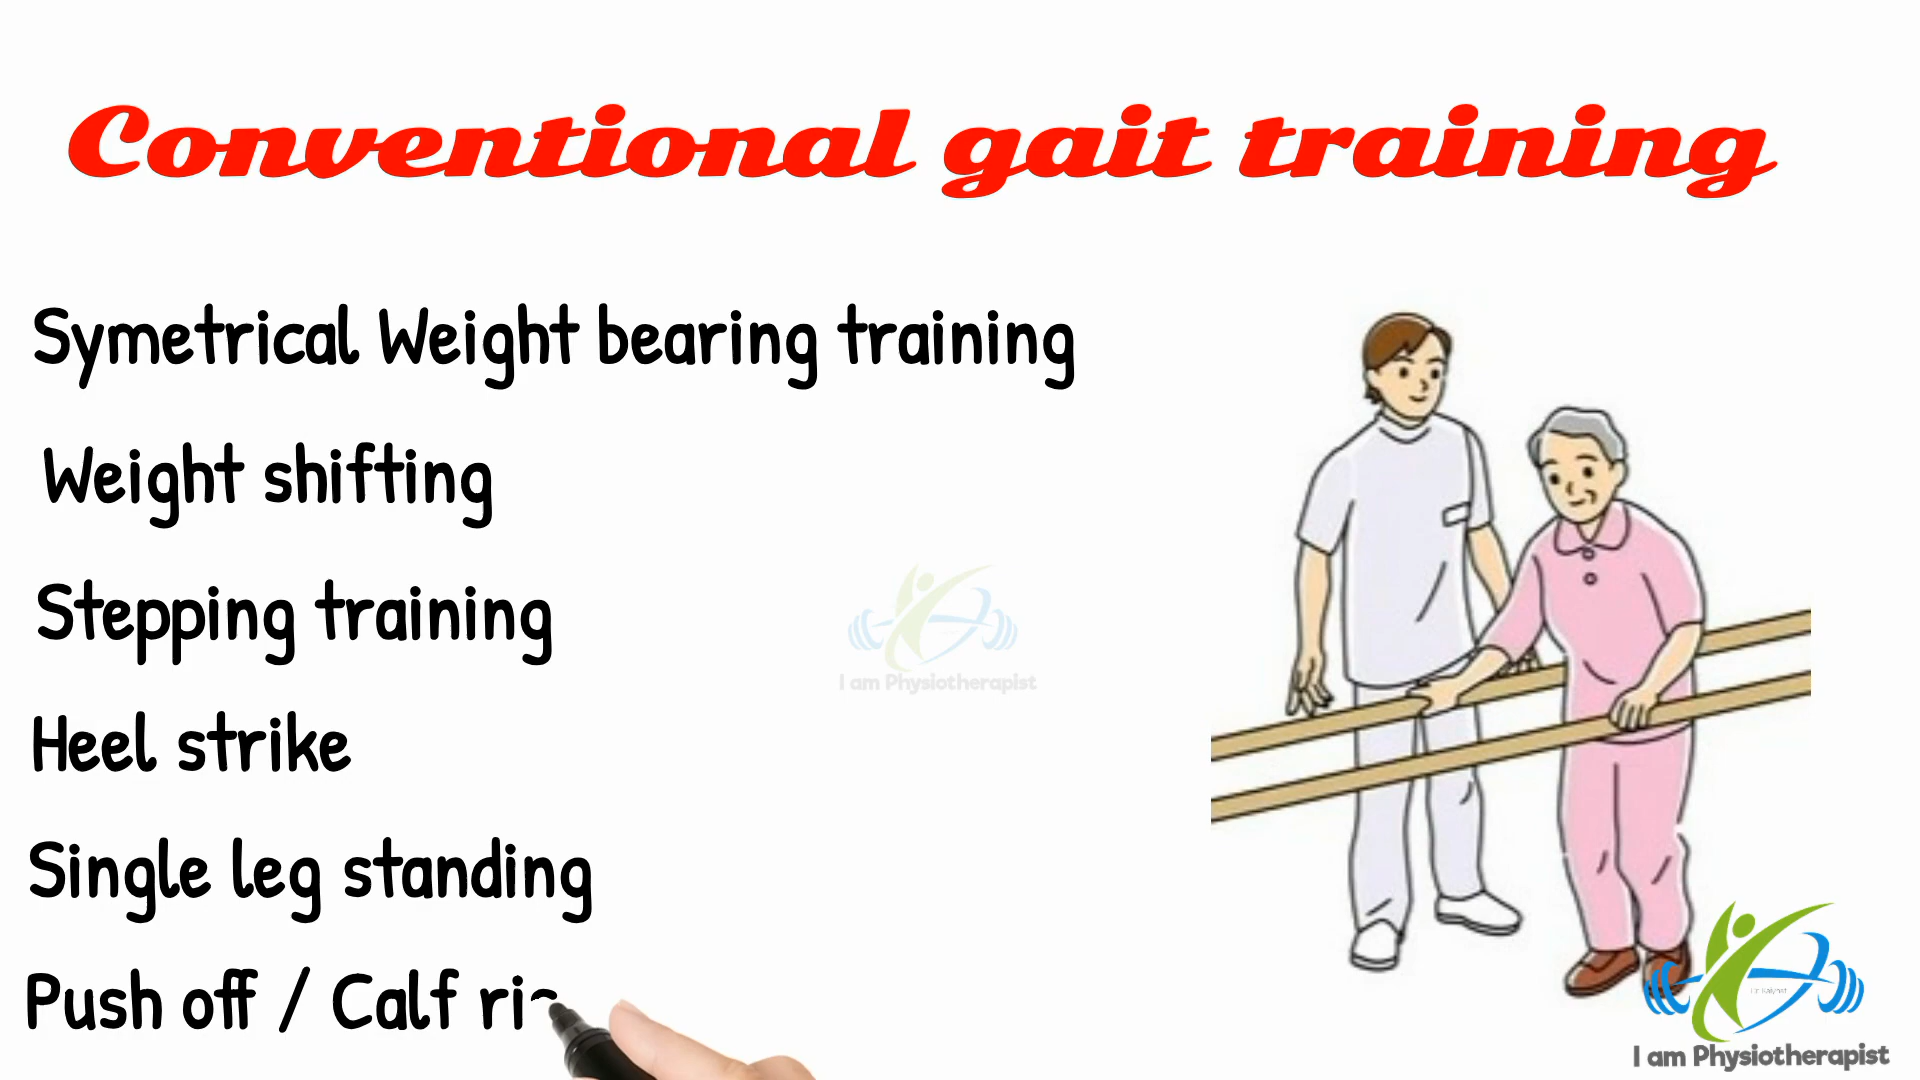 Conventional gait training
Symetrical Weight bearing training
Weight shifting
Stepping training
Heel strike
Single leg standing
Push off / Calf
I am Physiotherapist
I am Physiotherapist